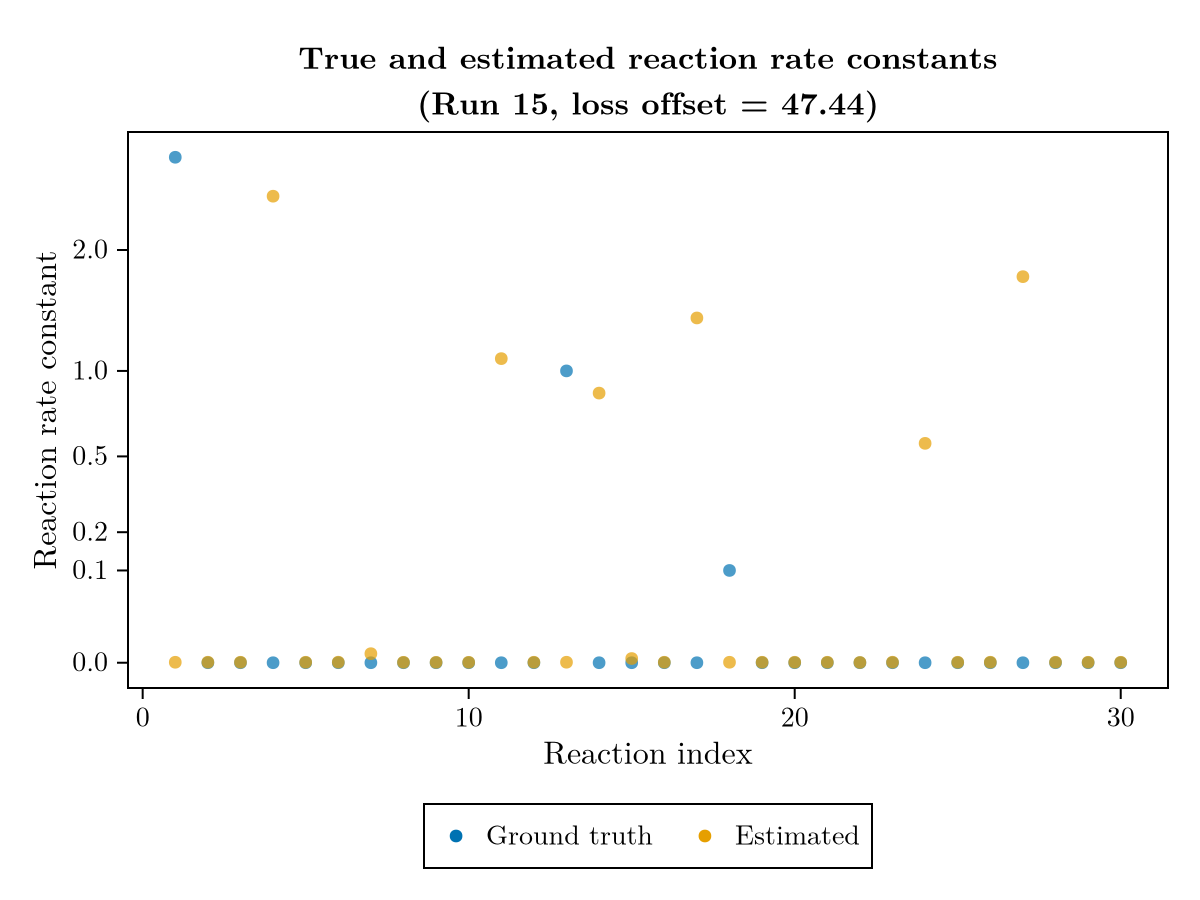 True and estimated reaction rate constants
(Run 15, loss offset = 47.44)
Reaction rate constant
2.0
1.0
0.5
0.2
0.1
0.0
0 10 20 30
Reaction index
Ground truth Estimated